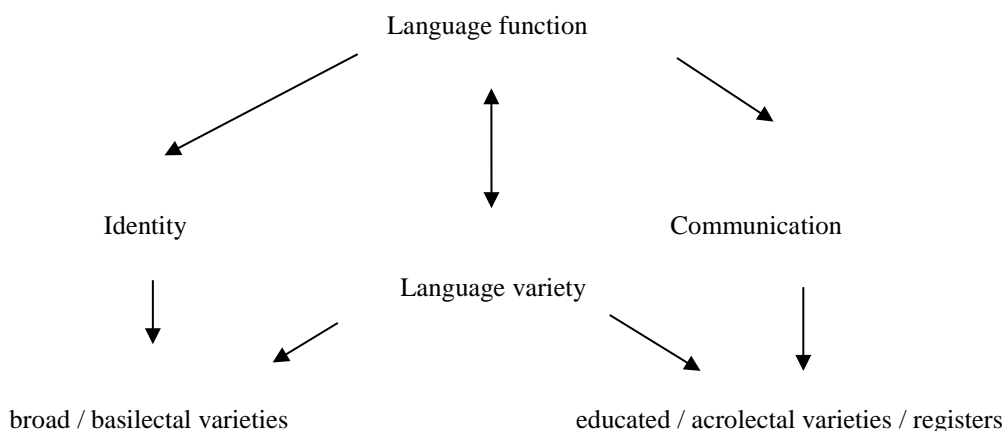 Language function
Identity
Communication
Language variety
broad / basilectal varieties
educated / acrolectal varieties / registers